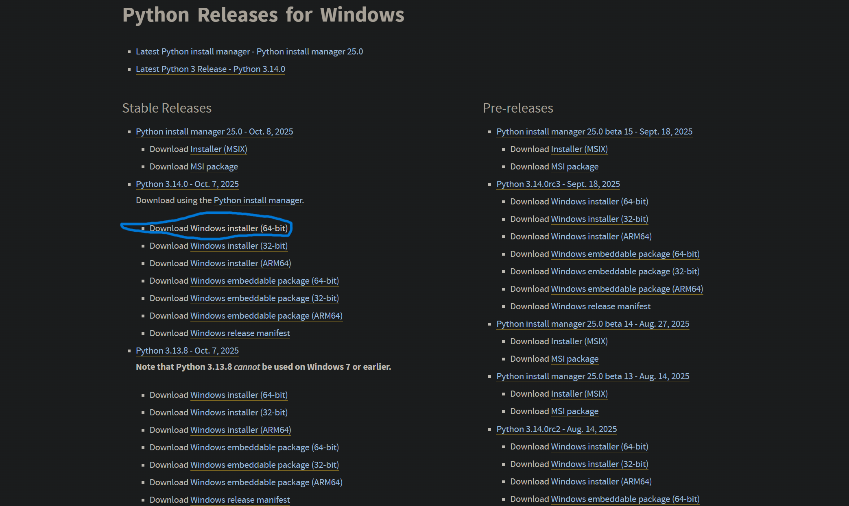 Python Releases for Windows
Latest Python install manager - Python install manager 25.0
Latest Python 3 Release - Python 3.14.0
Stable Releases
Python install manager 25.0 - Oct. 8, 2025
Download Installer (MSIX)
Download MSI package
Python 3.14.0 - Oct. 7, 2025
Download using the Python install manager.
Download Windows installer (64-bit)
Download Windows installer (32-bit)
Download Windows installer (ARM64)
Download Windows embeddable package (64-bit)
Download Windows embeddable package (32-bit)
Download Windows embeddable package (ARM64)
Download Windows release manifest
Python 3.13.8 - Oct. 7, 2025
Note that Python 3.13.8 cannot be used on Windows 7 or earlier.
Download Windows installer (64-bit)
Download Windows installer (32-bit)
Download Windows installer (ARM64)
Download Windows embeddable package (64-bit)
Download Windows embeddable package (32-bit)
Download Windows embeddable package (ARM64)
Download Windows release manifest
Pre-releases
Python install manager 25.0 beta 15 - Sept. 18, 2025
Download Installer (MSIX)
Download MSI package
Python 3.14.0rc3 - Sept. 18, 2025
Download Windows installer (64-bit)
Download Windows installer (32-bit)
Download Windows installer (ARM64)
Download Windows embeddable package (64-bit)
Download Windows embeddable package (32-bit)
Download Windows embeddable package (ARM64)
Download Windows release manifest
Python install manager 25.0 beta 14 - Aug. 27, 2025
Download Installer (MSIX)
Download MSI package
Python install manager 25.0 beta 13 - Aug. 14, 2025
Download Installer (MSIX)
Download MSI package
Python 3.14.0rc2 - Aug. 14, 2025
Download Windows installer (64-bit)
Download Windows installer (32-bit)
Download Windows installer (ARM64)
Download Windows embeddable package (64-bit)